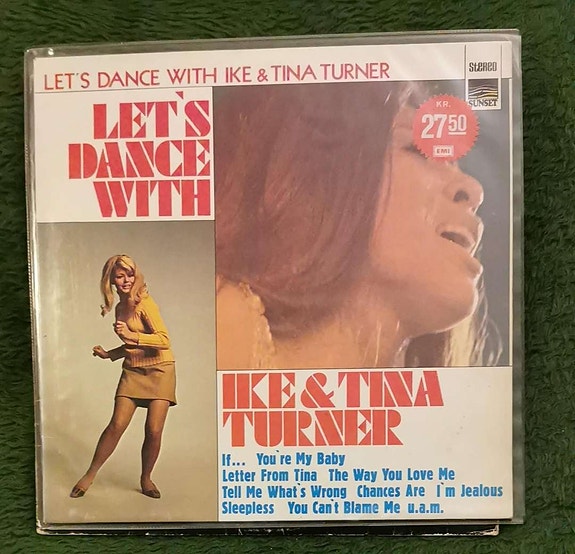 LET'S DANCE WITH IKE & TINA TURNER
Stereo
SUNSET
KR.
27 50
EMI
LET'S
DANCE
WITH
IKE & TINA
TURNER
If... You're My Baby
Letter From Tina The Way You Love Me
Tell Me What's Wrong Chances Are I'm Jealous
Sleepless You Can't Blame Me u.a.m.